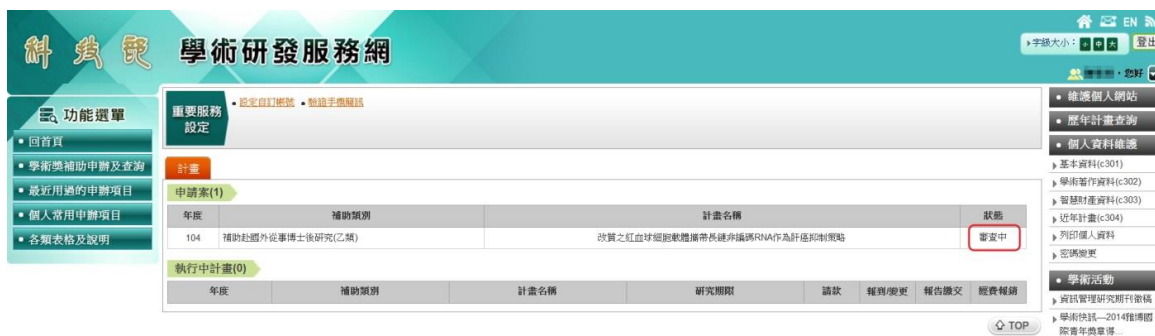 科技部 學術研發服務網
EN
字級大小： 小 中 大 登出
，您好
功能選單
回首頁
學術獎補助申辦及查詢
最近用過的申辦項目
個人常用申辦項目
各類表格及說明
重要服務設定
設定自訂帳號 驗證手機簡訊
計畫
申請案(1)
年度 補助類別 計畫名稱 狀態
104 補助赴國外從事博士後研究(乙類) 改質之紅血球細胞軟體攜帶長鏈非編碼RNA作為肝癌抑制策略 審查中
執行中計畫(0)
年度 補助類別 計畫名稱 研究期限 請款 報到/變更 報告繳交 經費報銷
TOP
維護個人網站
歷年計畫查詢
個人資料維護
基本資料(c301)
學術著作資料(c302)
智慧財產資料(c303)
近年計畫(c304)
列印個人資料
密碼變更
學術活動
資訊管理研究期刊徵稿
學術快訊—2014雅博國際青年獎章得...